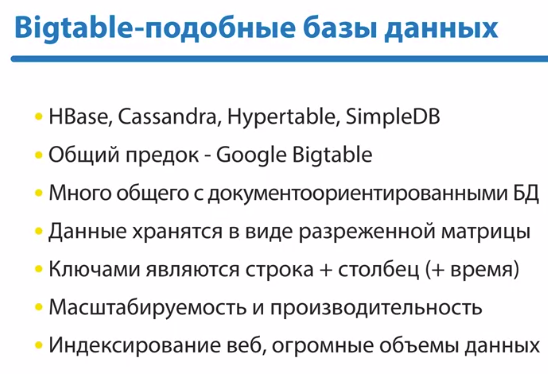 Bigtable-подобные базы данных
• HBase, Cassandra, Hypertable, SimpleDB
• Общий предок - Google Bigtable
• Много общего с документоориентированными БД
• Данные хранятся в виде разреженной матрицы
• Ключами являются строка + столбец (+ время)
• Масштабируемость и производительность
• Индексирование веб, огромные объемы данных